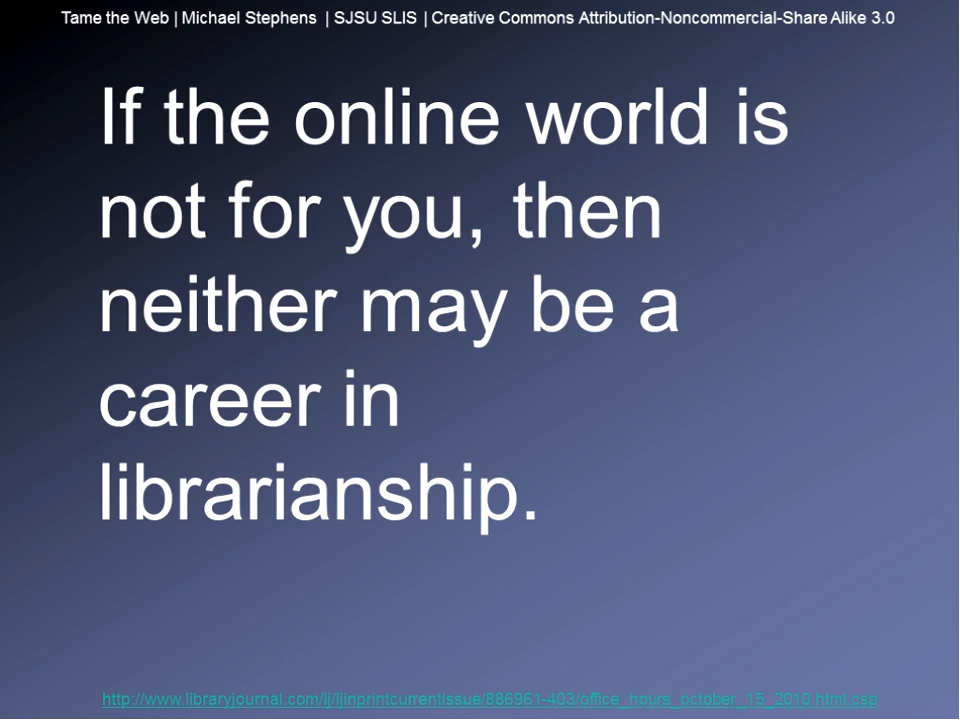 Tame the Web | Michael Stephens | SJSU SLIS | Creative Commons Attribution-Noncommercial-Share Alike 3.0
If the online world is
not for you, then
neither may be a
career in
librarianship.
http://www.libraryjournal.com/lj/ljinprintcurrentissue/886961-403/office_hours_october_15_2010.html.csp